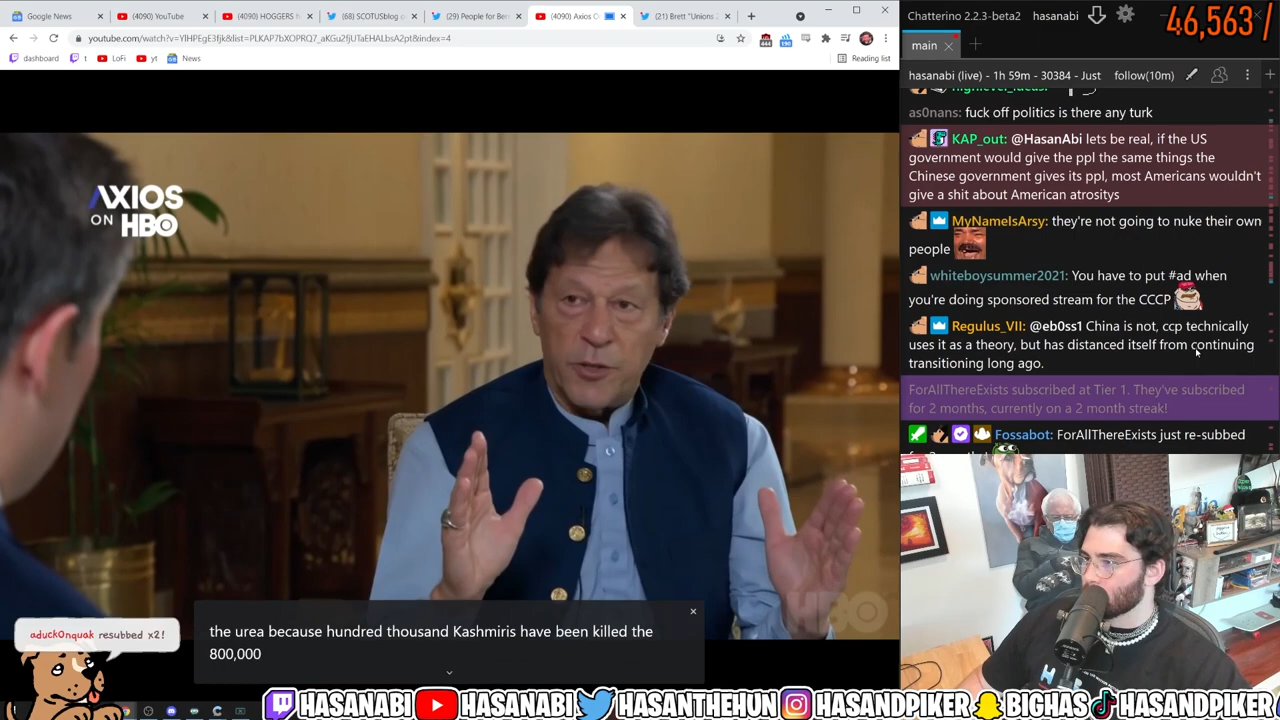 Google News
(4090) YouTube
(4090) HOGGERS f
(68) SCOTUSblog o
(29) People for Ber
(4090) Axios O
(21) Brett "Unions
youtube.com/watch?v=YlHPEgE3fjk&list=PLKAP7bXOPRQ7_aKGu2fjUTaEHALbsA2pt&index=4
dashboard
t
LoFi
yt
News
Reading list
AXIOS
ON HBO
HBO
the urea because hundred thousand Kashmiris have been killed the
800,000
aduck0nquak resubbed x2!
Chatterino 2.2.3-beta2
hasanabi
46,563 /
main
hasanabi (live) - 1h 59m - 30384 - Just
follow(10m)
as0nans: fuck off politics is there any turk
KAP_out: @HasanAbi lets be real, if the US
government would give the ppl the same things the
Chinese government gives its ppl, most Americans wouldn't
give a shit about American atrositys
MyNameIsArsy: they're not going to nuke their own
people
whiteboysummer2021: You have to put #ad when
you're doing sponsored stream for the CCCP
Regulus_VII: @eb0ss1 China is not, ccp technically
uses it as a theory, but has distanced itself from continuing
transitioning long ago.
ForAllThereExists subscribed at Tier 1. They've subscribed
for 2 months, currently on a 2 month streak!
Fossabot: ForAllThereExists just re-subbed
HASANABI
HASANABI
HASANTHEHUN
HASANDPIKER
BIGHAS
HASANDPIKER